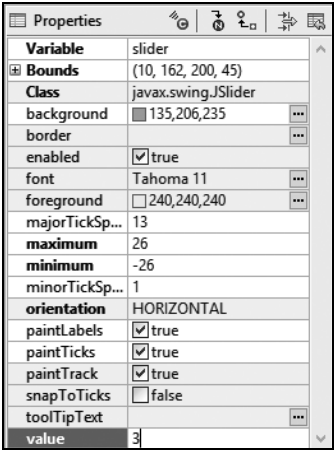 Properties
Variable slider
Bounds (10, 162, 200, 45)
Class javax.swing.JSlider
background 135,206,235 ...
border ...
enabled true
font Tahoma 11 ...
foreground 240,240,240 ...
majorTickSp... 13
maximum 26
minimum -26
minorTickSp... 1
orientation HORIZONTAL
paintLabels true
paintTicks true
paintTrack true
snapToTicks false
toolTipText ...
value 3